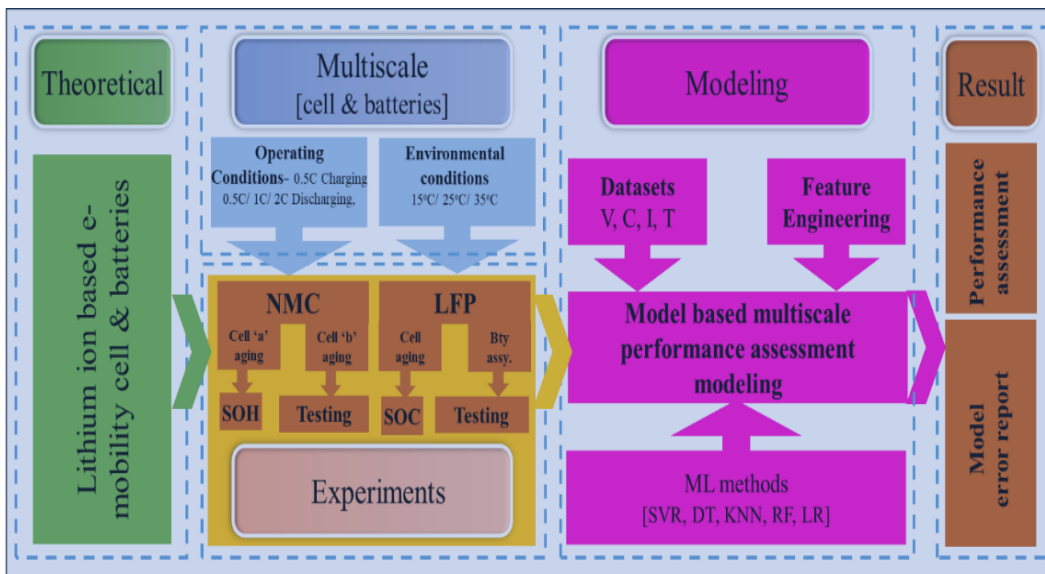 Theoretical
Lithium ion based e-
mobility cell & batteries
Multiscale
[cell & batteries]
Operating
Conditions- 0.5C Charging
0.5C/ 1C/ 2C Discharging,
Environmental
conditions
15⁰C/ 25⁰C/ 35⁰C
NMC
Cell ‘a’
aging
Cell ‘b’
aging
SOH
Testing
LFP
Cell
aging
Bty
assy.
SOC
Testing
Experiments
Modeling
Datasets
V, C, I, T
Feature
Engineering
Model based multiscale
performance assessment
modeling
ML methods
[SVR, DT, KNN, RF, LR]
Result
Performance
assessment
Model
error report